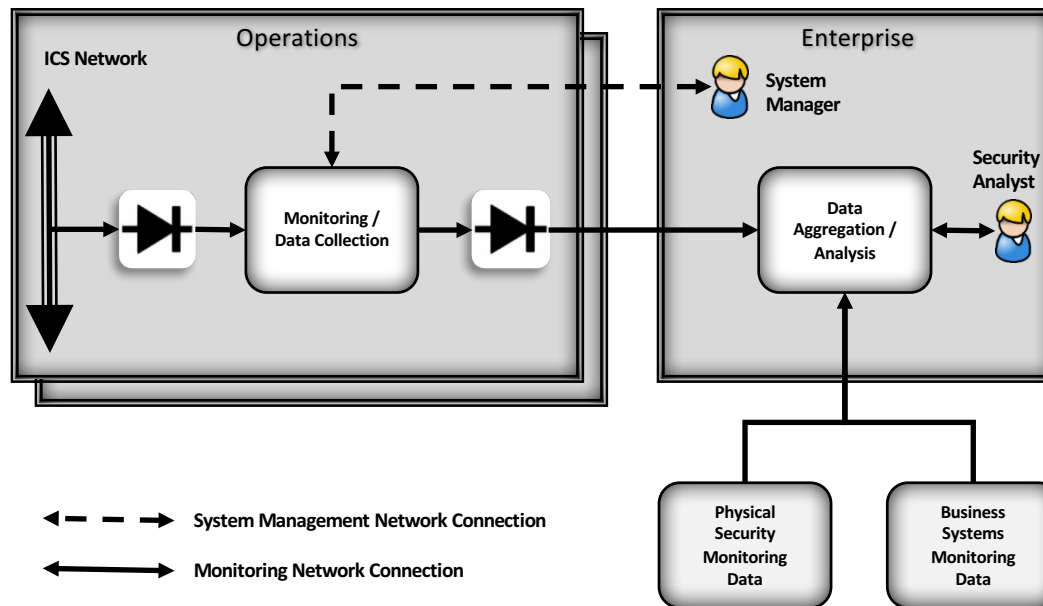 Operations
ICS Network
Monitoring /
Data Collection
Enterprise
System
Manager
Security
Analyst
Data
Aggregation /
Analysis
Physical
Security
Monitoring
Data
Business
Systems
Monitoring
Data
System Management Network Connection
Monitoring Network Connection